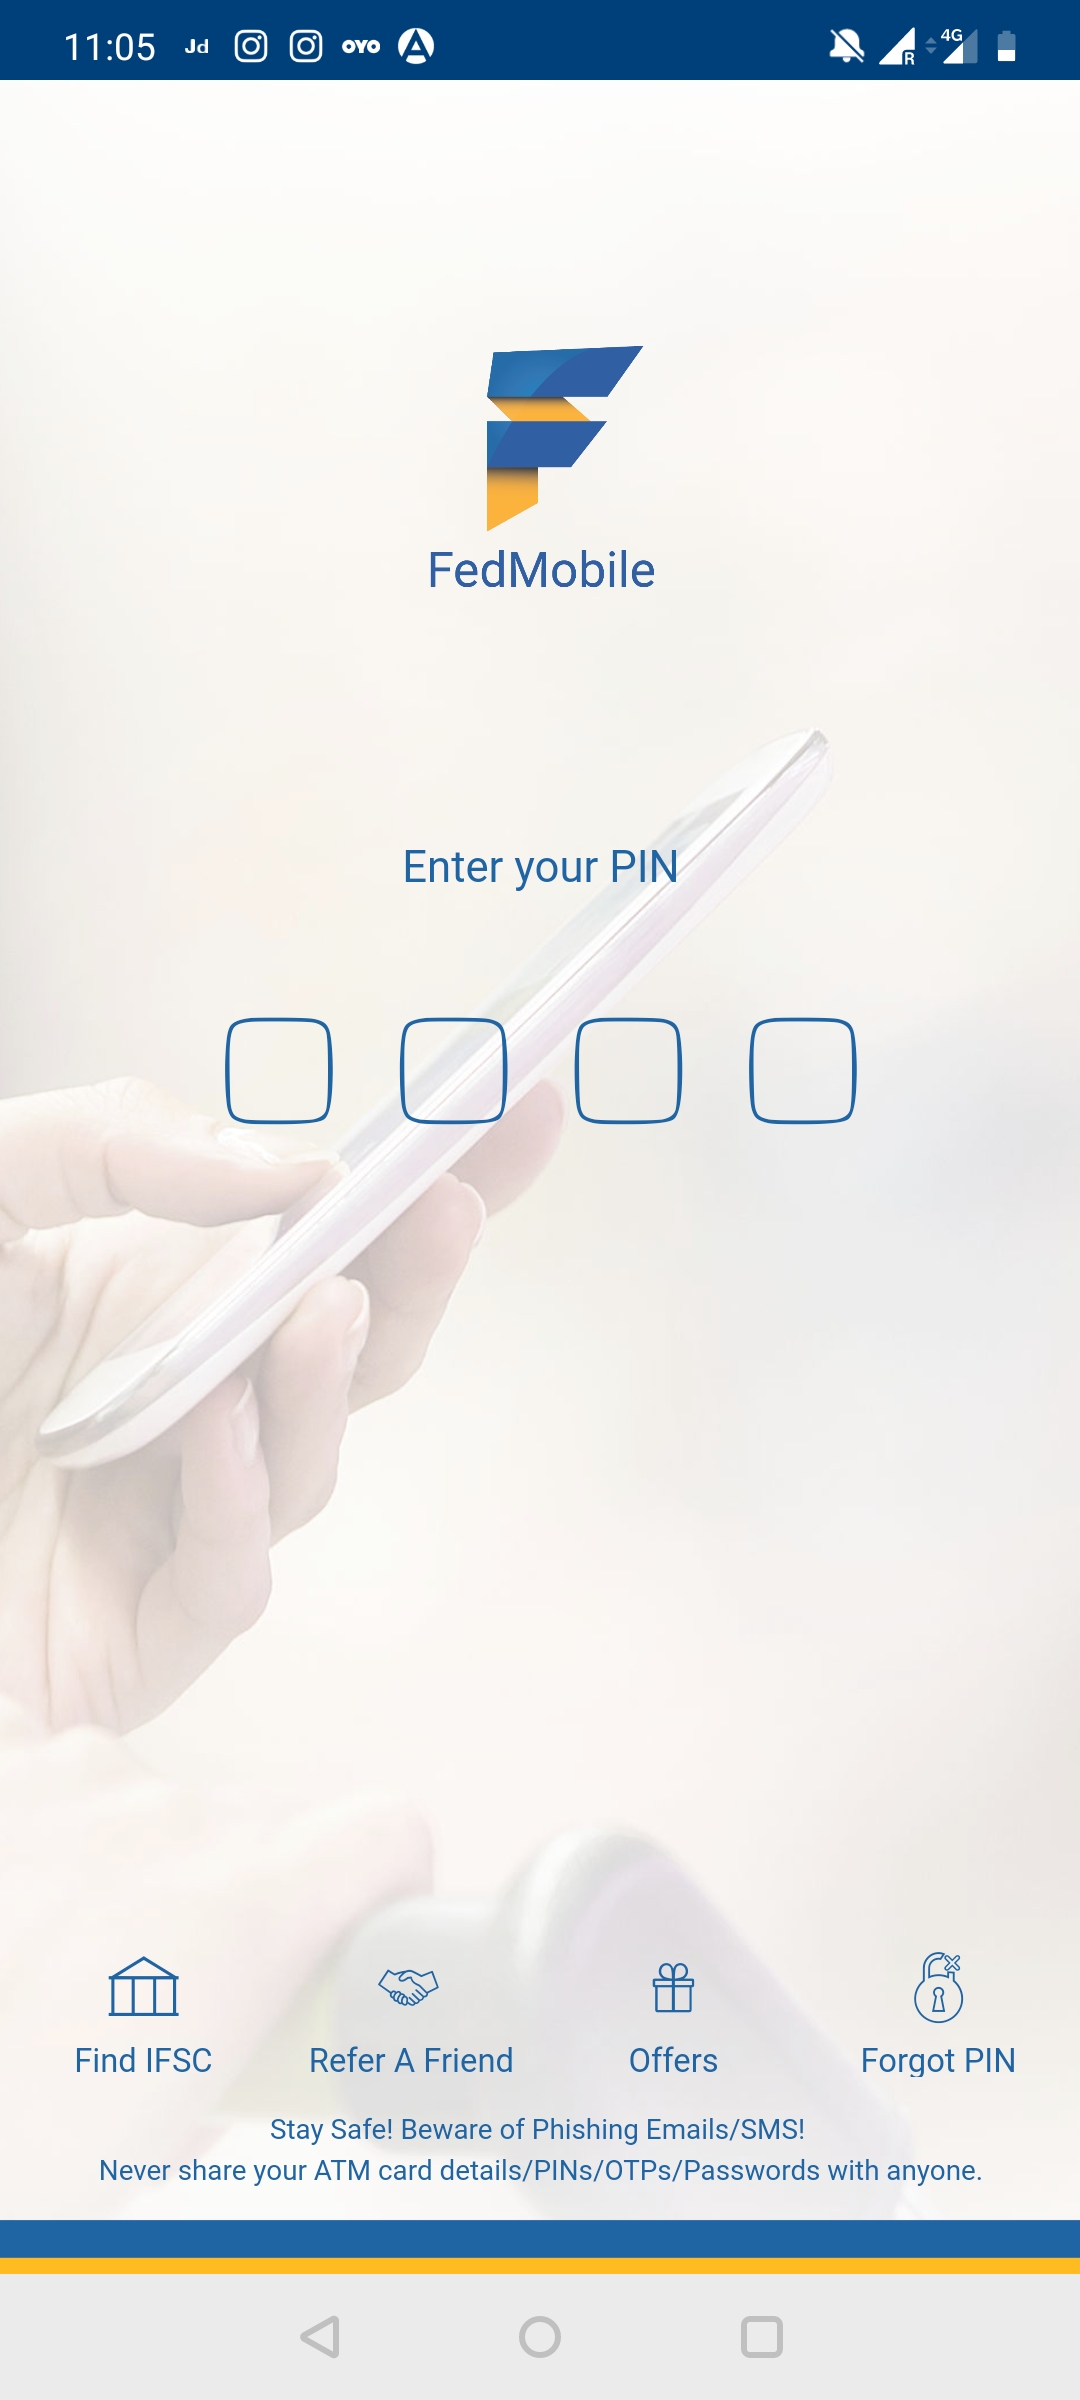 11:05 Jd OYO R 4G
FedMobile
Enter your PIN
Find IFSC Refer A Friend Offers Forgot PIN
Stay Safe! Beware of Phishing Emails/SMS!
Never share your ATM card details/PINs/OTPs/Passwords with anyone.